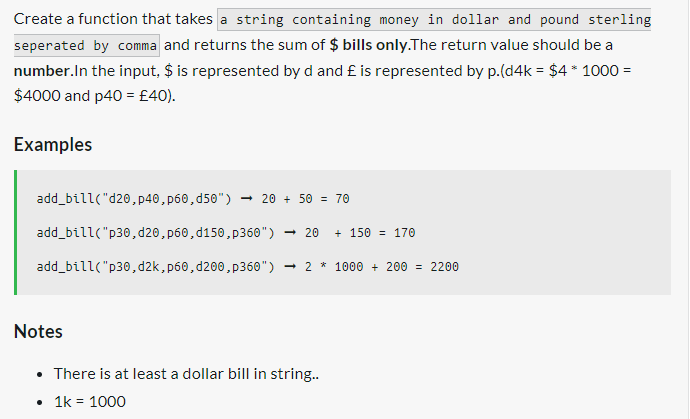 Create a function that takes a string containing money in dollar and pound sterling
seperated by comma and returns the sum of $ bills only.The return value should be a
number.In the input, $ is represented by d and £ is represented by p.(d4k = $4 * 1000 =
$4000 and p40 = £40).
Examples
add_bill("d20,p40,p60,d50") → 20 + 50 = 70
add_bill("p30,d20,p60,d150,p360") → 20 + 150 = 170
add_bill("p30,d2k,p60,d200,p360") → 2 * 1000 + 200 = 2200
Notes
• There is at least a dollar bill in string..
• 1k = 1000